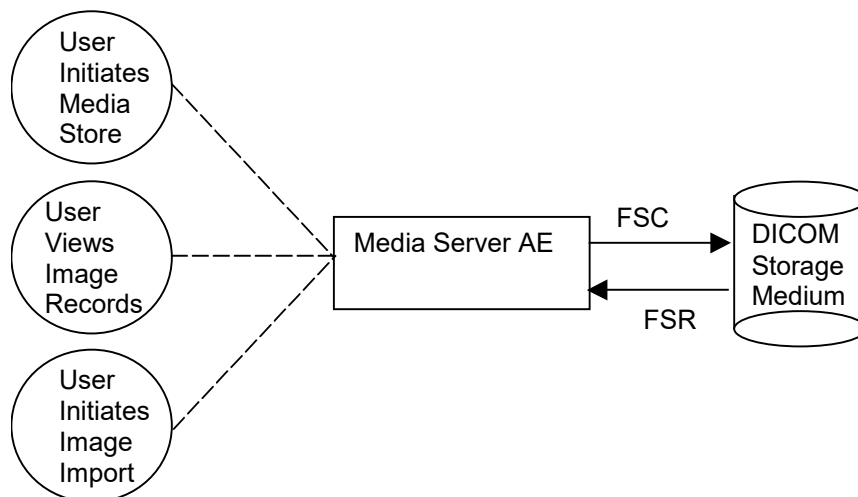 User
Initiates
Media
Store
User
Views
Image
Records
User
Initiates
Image
Import
Media Server AE
FSC
FSR
DICOM
Storage
Medium